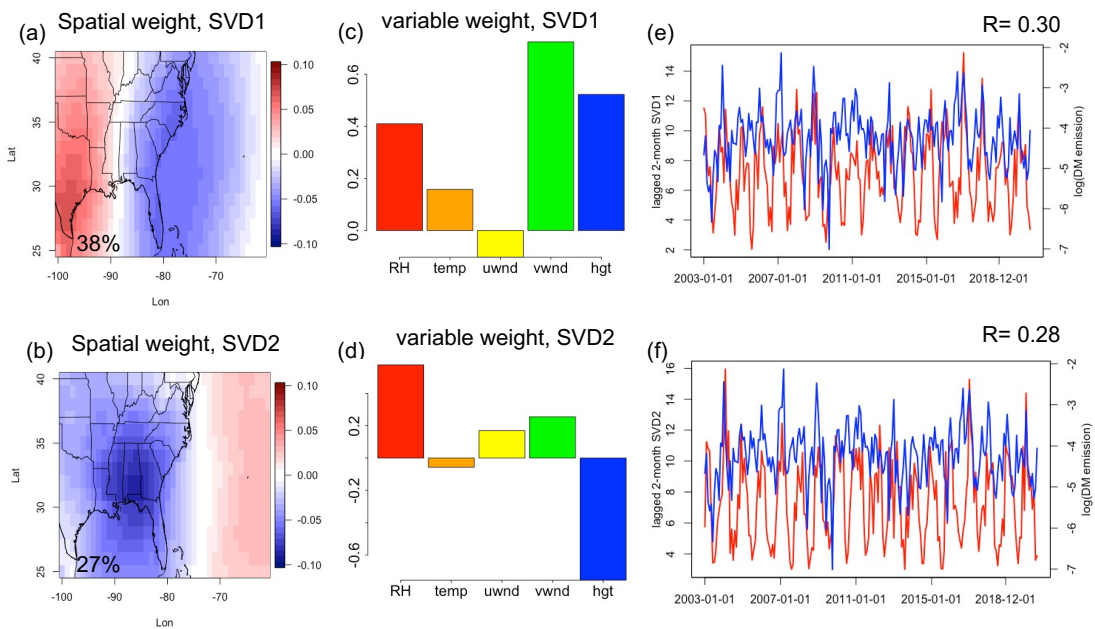 (a)
Spatial weight, SVD1
40
35
30
25
Lat
-100
-90
-80
-70
Lon
38%
0.10
0.05
0.00
-0.05
-0.10
(c)
variable weight, SVD1
0.6
0.4
0.2
0.0
RH
temp
uwnd
vwnd
hgt
(e)
R= 0.30
lagged 2-month SVD1
14
12
10
8
6
4
2
2003-01-01
2007-01-01
2011-01-01
2015-01-01
2018-12-01
-2
-3
-4
-5
-6
-7
log(DM emission)
(b)
Spatial weight, SVD2
40
35
30
25
Lat
-100
-90
-80
-70
Lon
27%
0.10
0.05
0.00
-0.05
-0.10
(d)
variable weight, SVD2
0.2
-0.2
-0.6
RH
temp
uwnd
vwnd
hgt
(f)
R= 0.28
lagged 2-month SVD2
16
14
12
10
8
6
4
2003-01-01
2007-01-01
2011-01-01
2015-01-01
2018-12-01
-2
-3
-4
-5
-6
-7
log(DM emission)